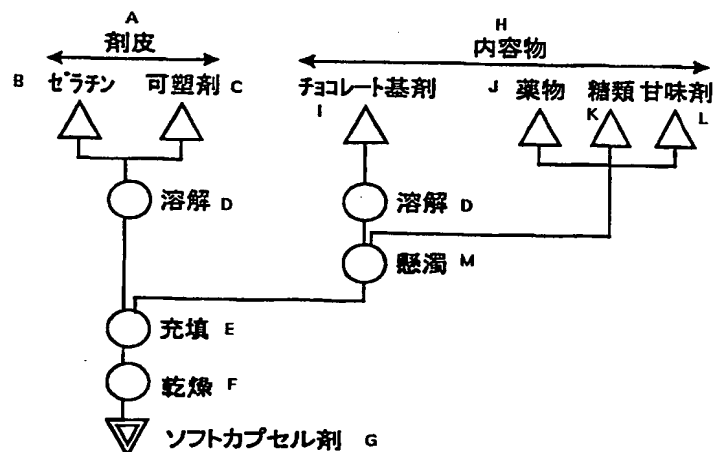 A
剤皮
H
内容物
B ゼラチン 可塑剤 C
チョコレート基剤 I
J 薬物 糖類 K 甘味剤 L
溶解 D
溶解 D
懸濁 M
充填 E
乾燥 F
ソフトカプセル剤 G